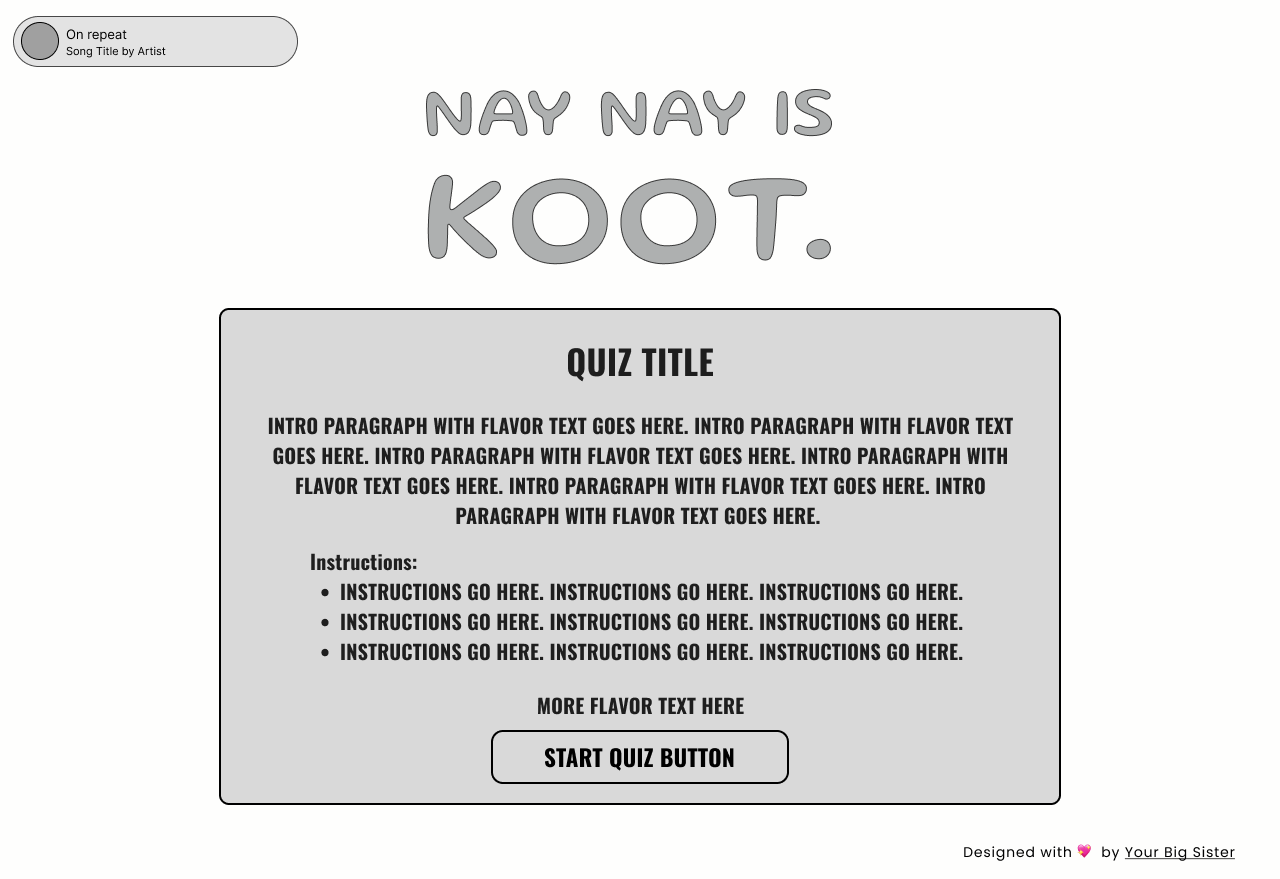 On repeat
Song Title by Artist
NAY NAY IS
KOOT.
QUIZ TITLE
INTRO PARAGRAPH WITH FLAVOR TEXT GOES HERE. INTRO PARAGRAPH WITH FLAVOR TEXT
GOES HERE. INTRO PARAGRAPH WITH FLAVOR TEXT GOES HERE. INTRO PARAGRAPH WITH
FLAVOR TEXT GOES HERE. INTRO PARAGRAPH WITH FLAVOR TEXT GOES HERE. INTRO
PARAGRAPH WITH FLAVOR TEXT GOES HERE.
Instructions:
• INSTRUCTIONS GO HERE. INSTRUCTIONS GO HERE. INSTRUCTIONS GO HERE.
• INSTRUCTIONS GO HERE. INSTRUCTIONS GO HERE. INSTRUCTIONS GO HERE.
• INSTRUCTIONS GO HERE. INSTRUCTIONS GO HERE. INSTRUCTIONS GO HERE.
MORE FLAVOR TEXT HERE
START QUIZ BUTTON
Designed with 💖 by Your Big Sister